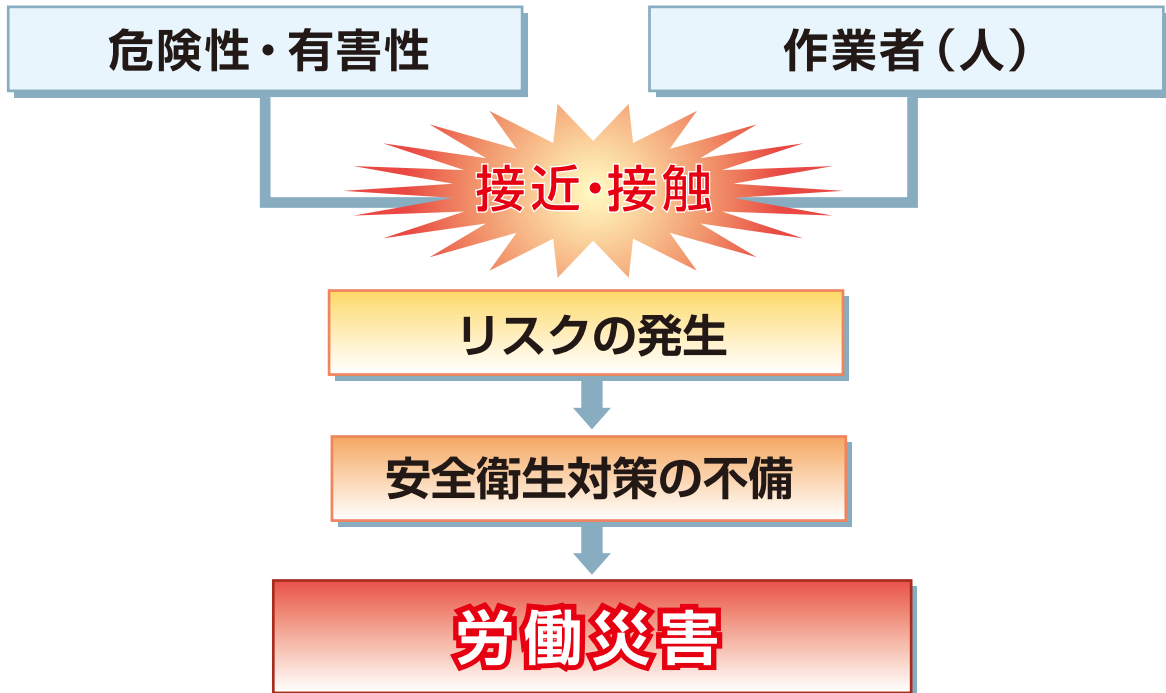 危険性・有害性
作業者（人）
接近・接触
リスクの発生
安全衛生対策の不備
労働災害